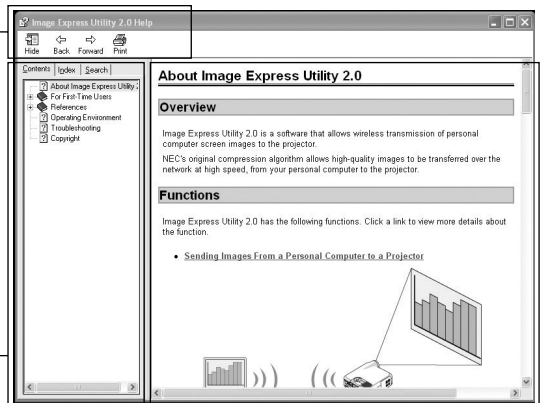 Image Express Utility 2.0 Help
Hide Back Forward Print
Contents Index Search
About Image Express Utility 2
For First-Time Users
References
Operating Environment
Troubleshooting
Copyright
About Image Express Utility 2.0
Overview
Image Express Utility 2.0 is a software that allows wireless transmission of personal
computer screen images to the projector.
NEC's original compression algorithm allows high-quality images to be transferred over the
network at high speed, from your personal computer to the projector.
Functions
Image Express Utility 2.0 has the following functions. Click a link to view more details about
the function.
• Sending Images From a Personal Computer to a Projector